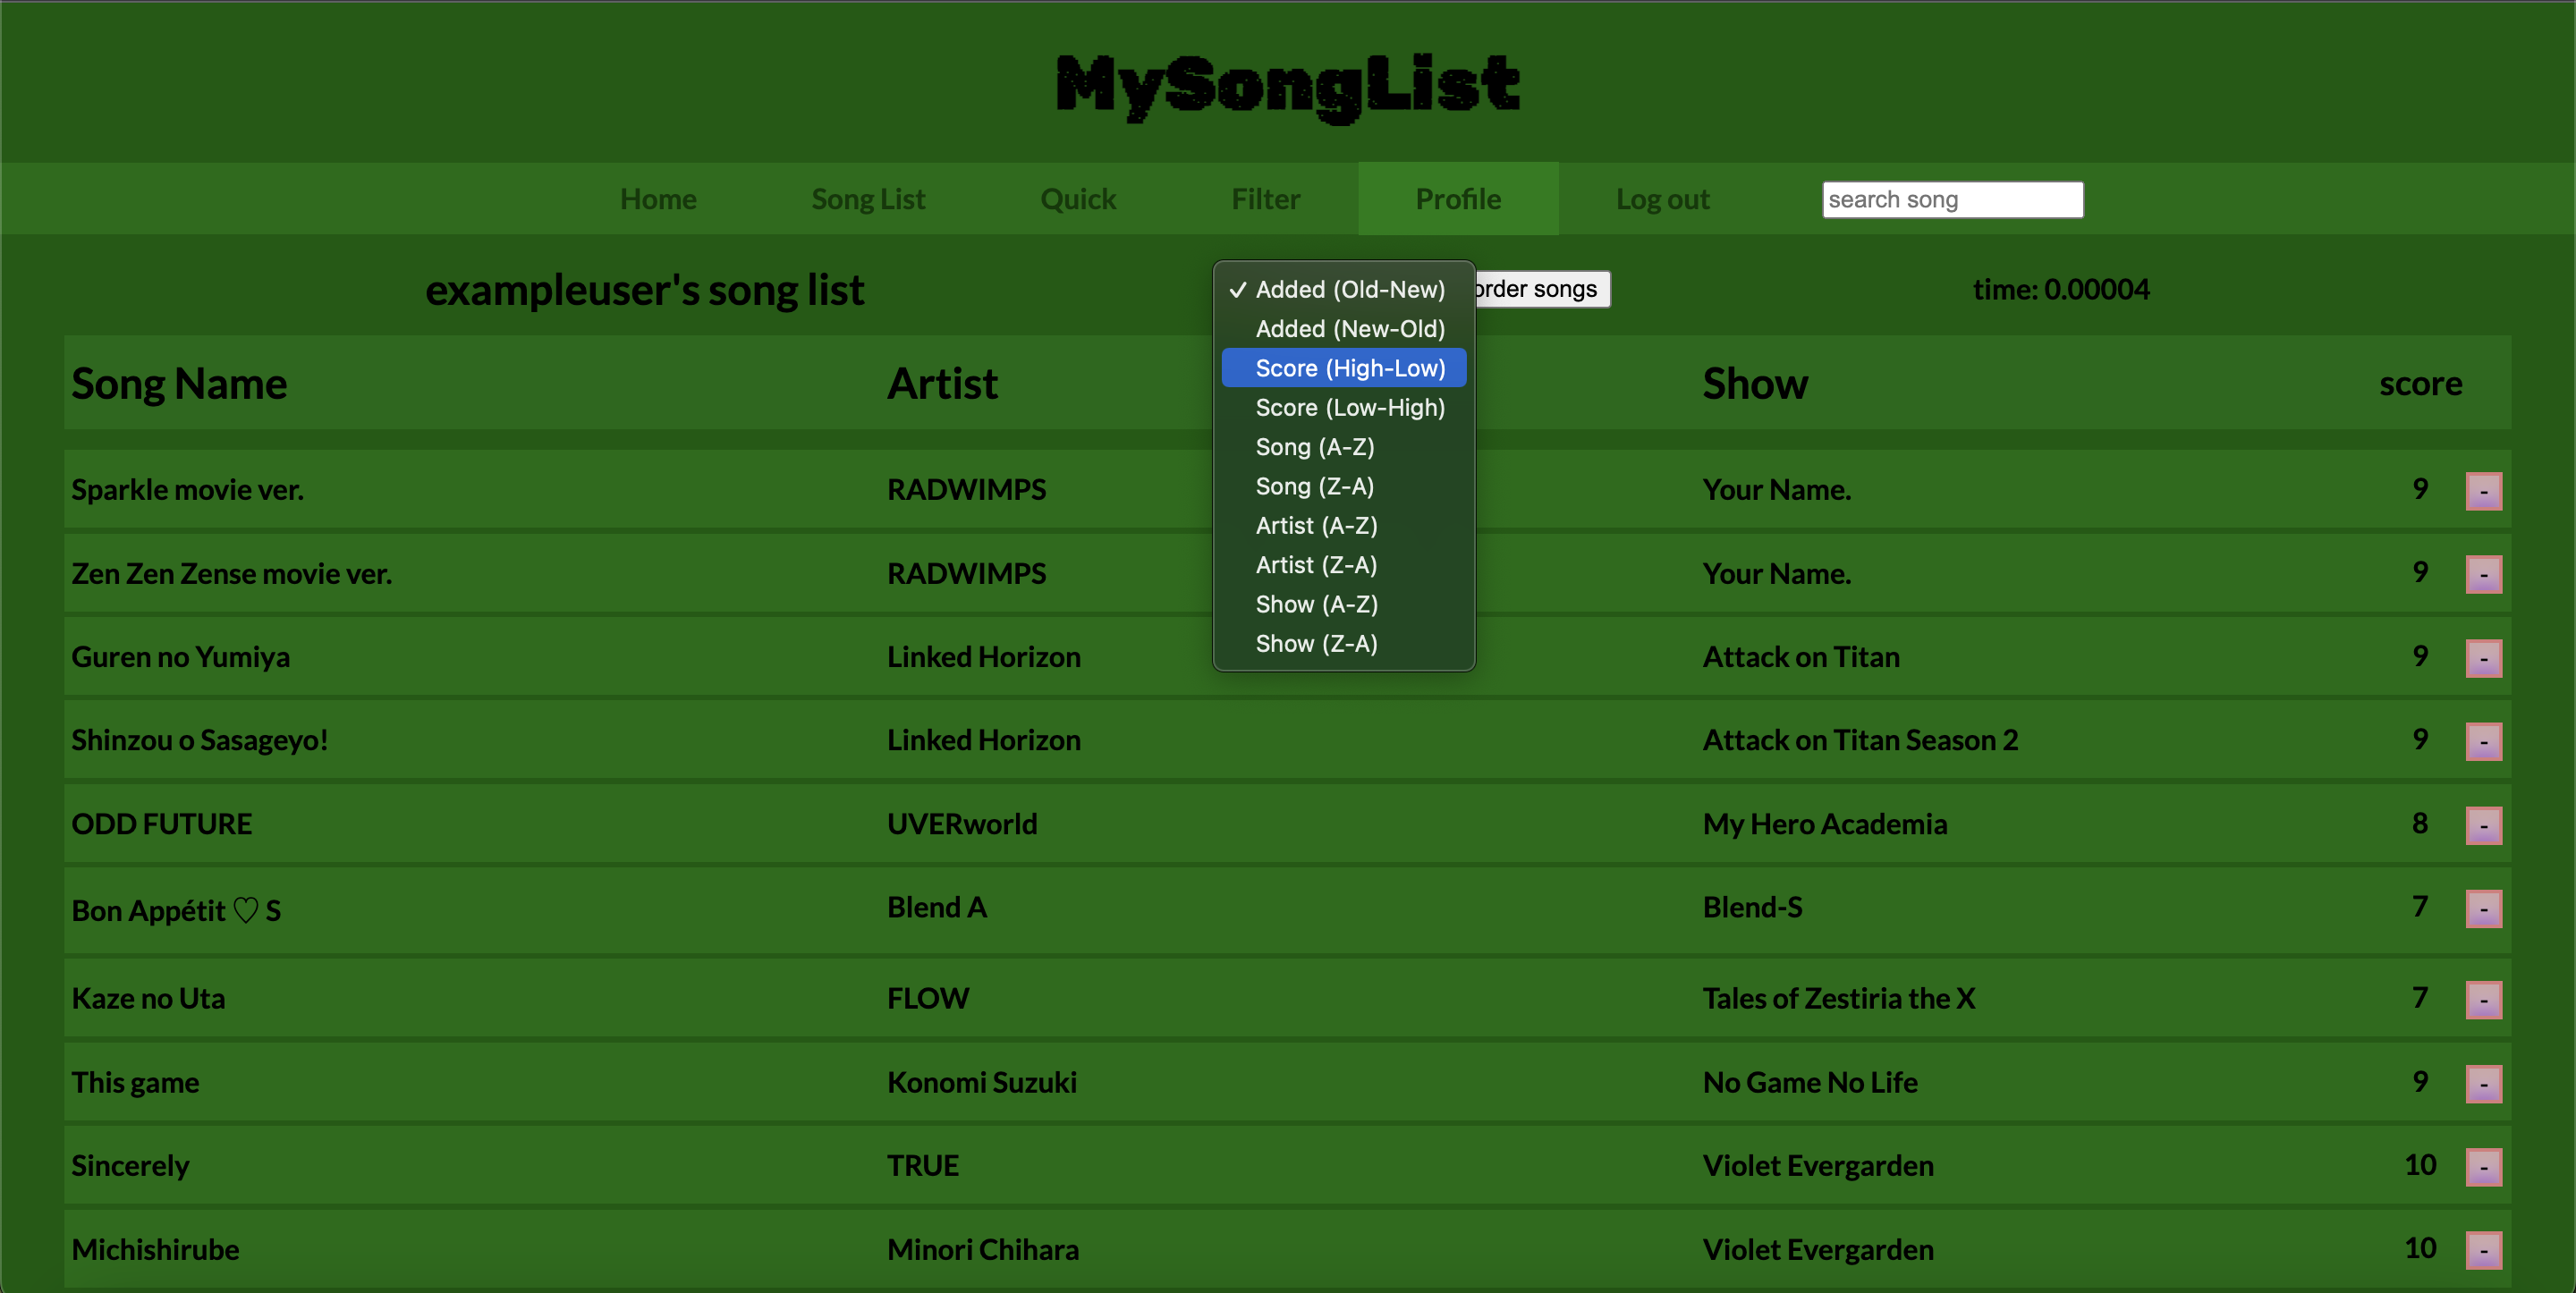 MySongList
Home Song List Quick Filter Profile Log out search song
exampleuser's song list ✓ Added (Old-New) order songs time: 0.00004
Added (New-Old)
Score (High-Low)
Score (Low-High)
Song (A-Z)
Song (Z-A)
Artist (A-Z)
Artist (Z-A)
Show (A-Z)
Show (Z-A)
Song Name Artist Show score
Sparkle movie ver. RADWIMPS Your Name. 9 -
Zen Zen Zense movie ver. RADWIMPS Your Name. 9 -
Guren no Yumiya Linked Horizon Attack on Titan 9 -
Shinzou o Sasageyo! Linked Horizon Attack on Titan Season 2 9 -
ODD FUTURE UVERworld My Hero Academia 8 -
Bon Appétit ♡ S Blend A Blend-S 7 -
Kaze no Uta FLOW Tales of Zestiria the X 7 -
This game Konomi Suzuki No Game No Life 9 -
Sincerely TRUE Violet Evergarden 10 -
Michishirube Minori Chihara Violet Evergarden 10 -